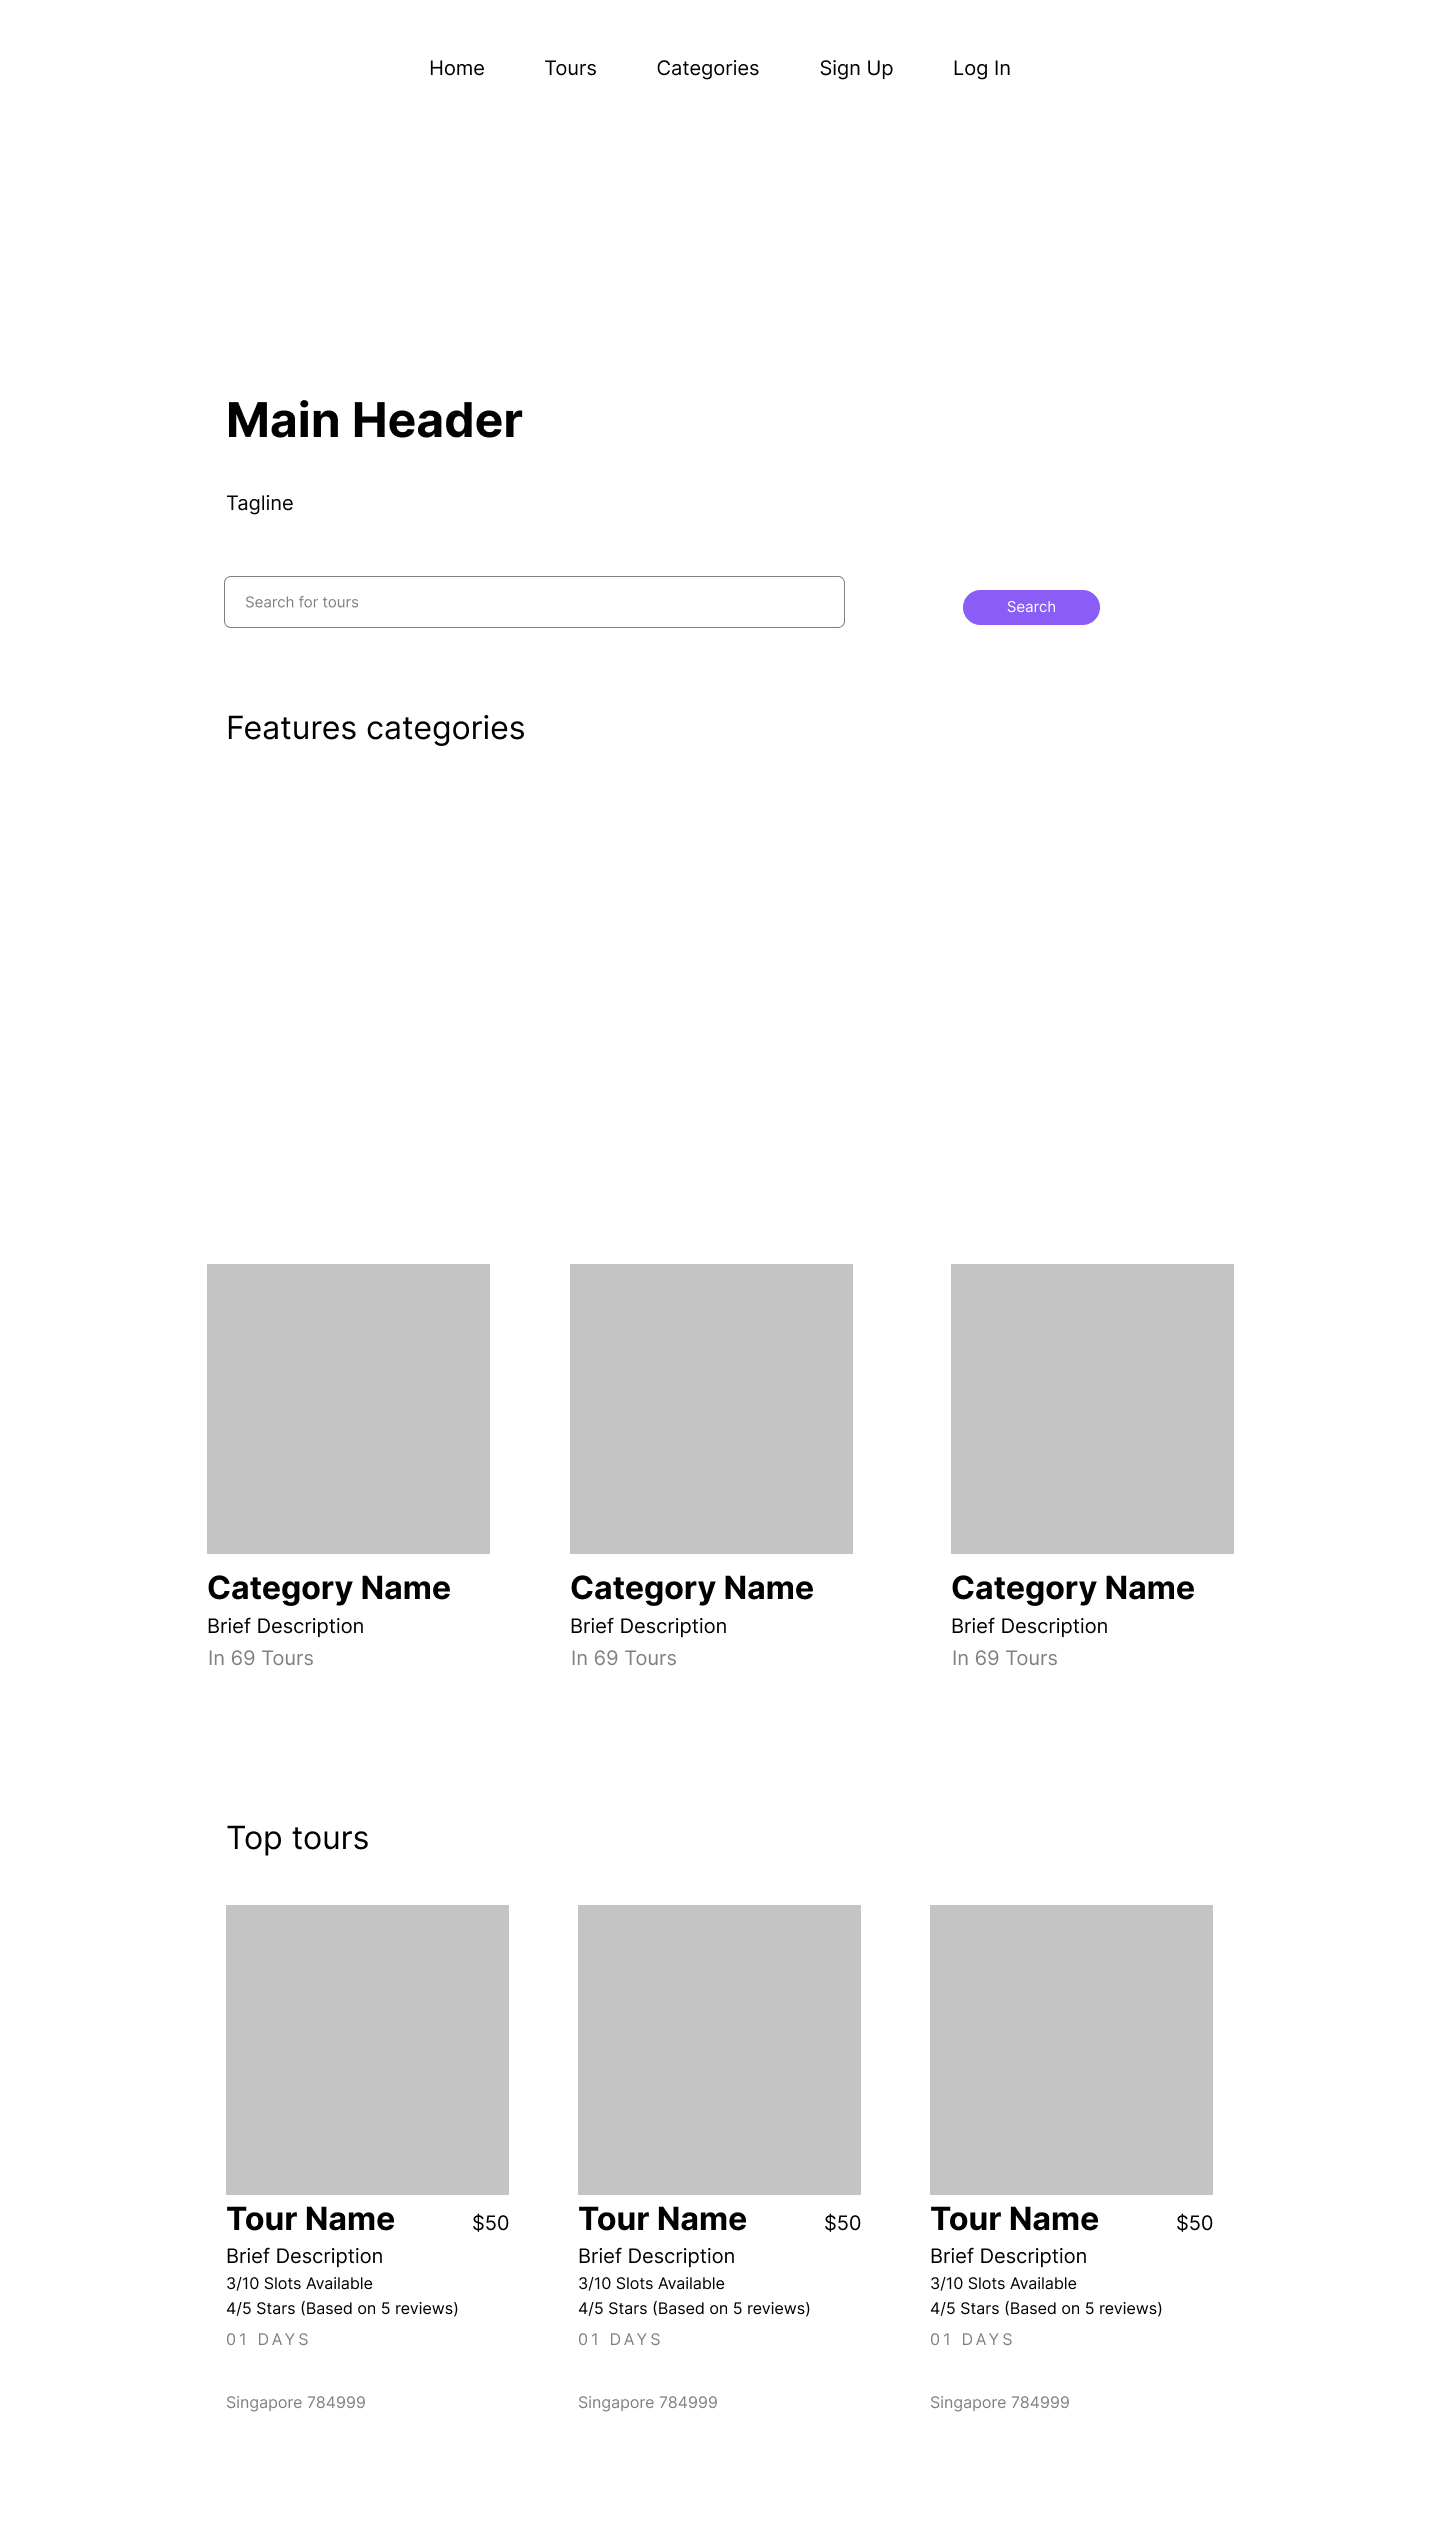 Home Tours Categories Sign Up Log In
Main Header
Tagline
Search for tours Search
Features categories
Category Name Category Name Category Name
Brief Description Brief Description Brief Description
In 69 Tours In 69 Tours In 69 Tours
Top tours
Tour Name $50 Tour Name $50 Tour Name $50
Brief Description Brief Description Brief Description
3/10 Slots Available 3/10 Slots Available 3/10 Slots Available
4/5 Stars (Based on 5 reviews) 4/5 Stars (Based on 5 reviews) 4/5 Stars (Based on 5 reviews)
01 DAYS 01 DAYS 01 DAYS
Singapore 784999 Singapore 784999 Singapore 784999